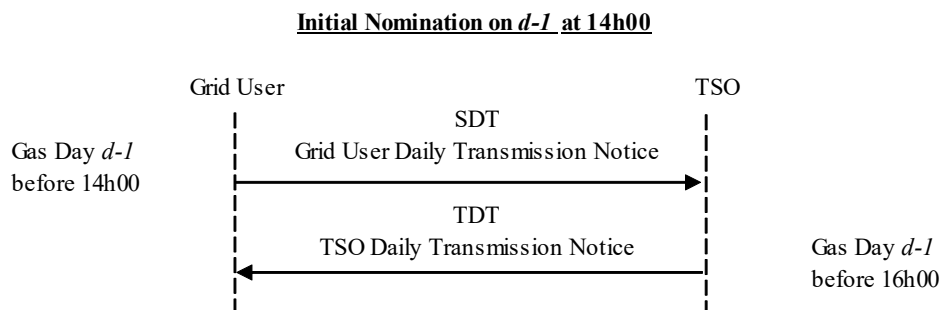 Initial Nomination on d-1 at 14h00
Grid User
TSO
SDT
Gas Day d-1
Grid User Daily Transmission Notice
before 14h00
TDT
TSO Daily Transmission Notice
Gas Day d-1
before 16h00